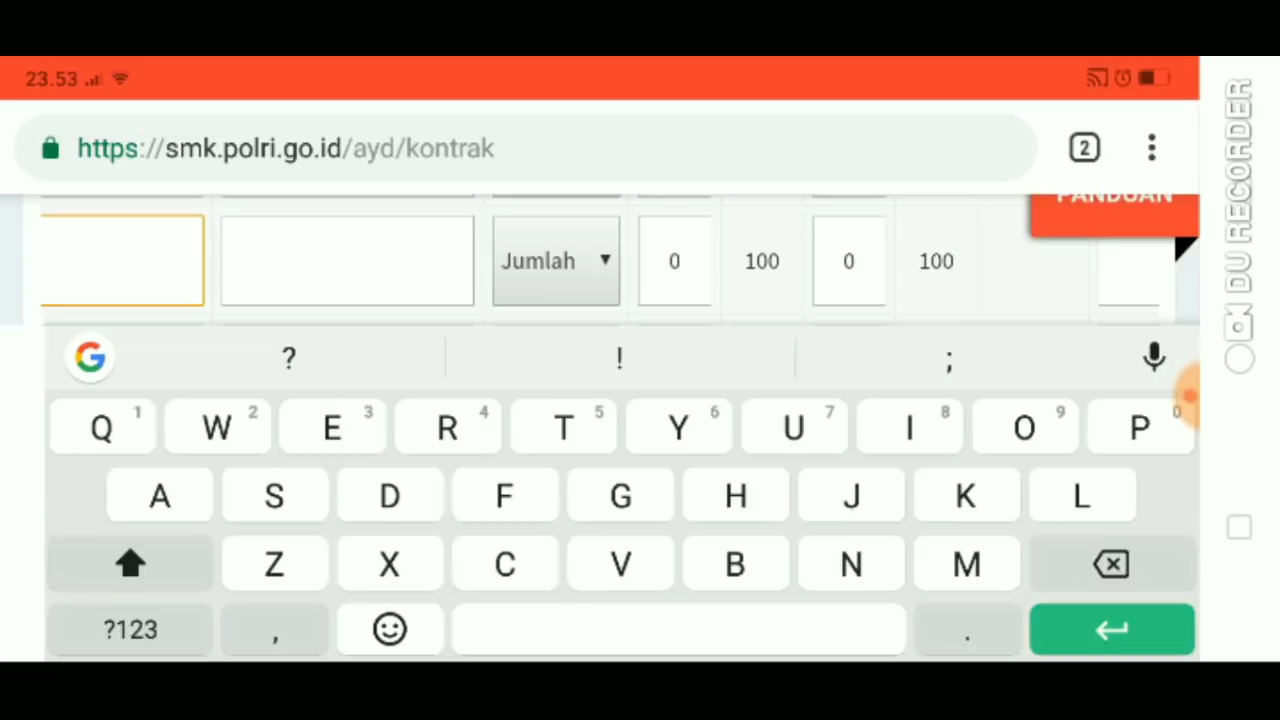 23.53
https://smk.polri.go.id/ayd/kontrak
2
PANDUAN
Jumlah ▼ 0 100 0 100
? ! ;
Q 1 W 2 E 3 R 4 T 5 Y 6 U 7 I 8 O 9 P 0
A S D F G H J K L
Z X C V B N M
?123 , .
DU RECORDER